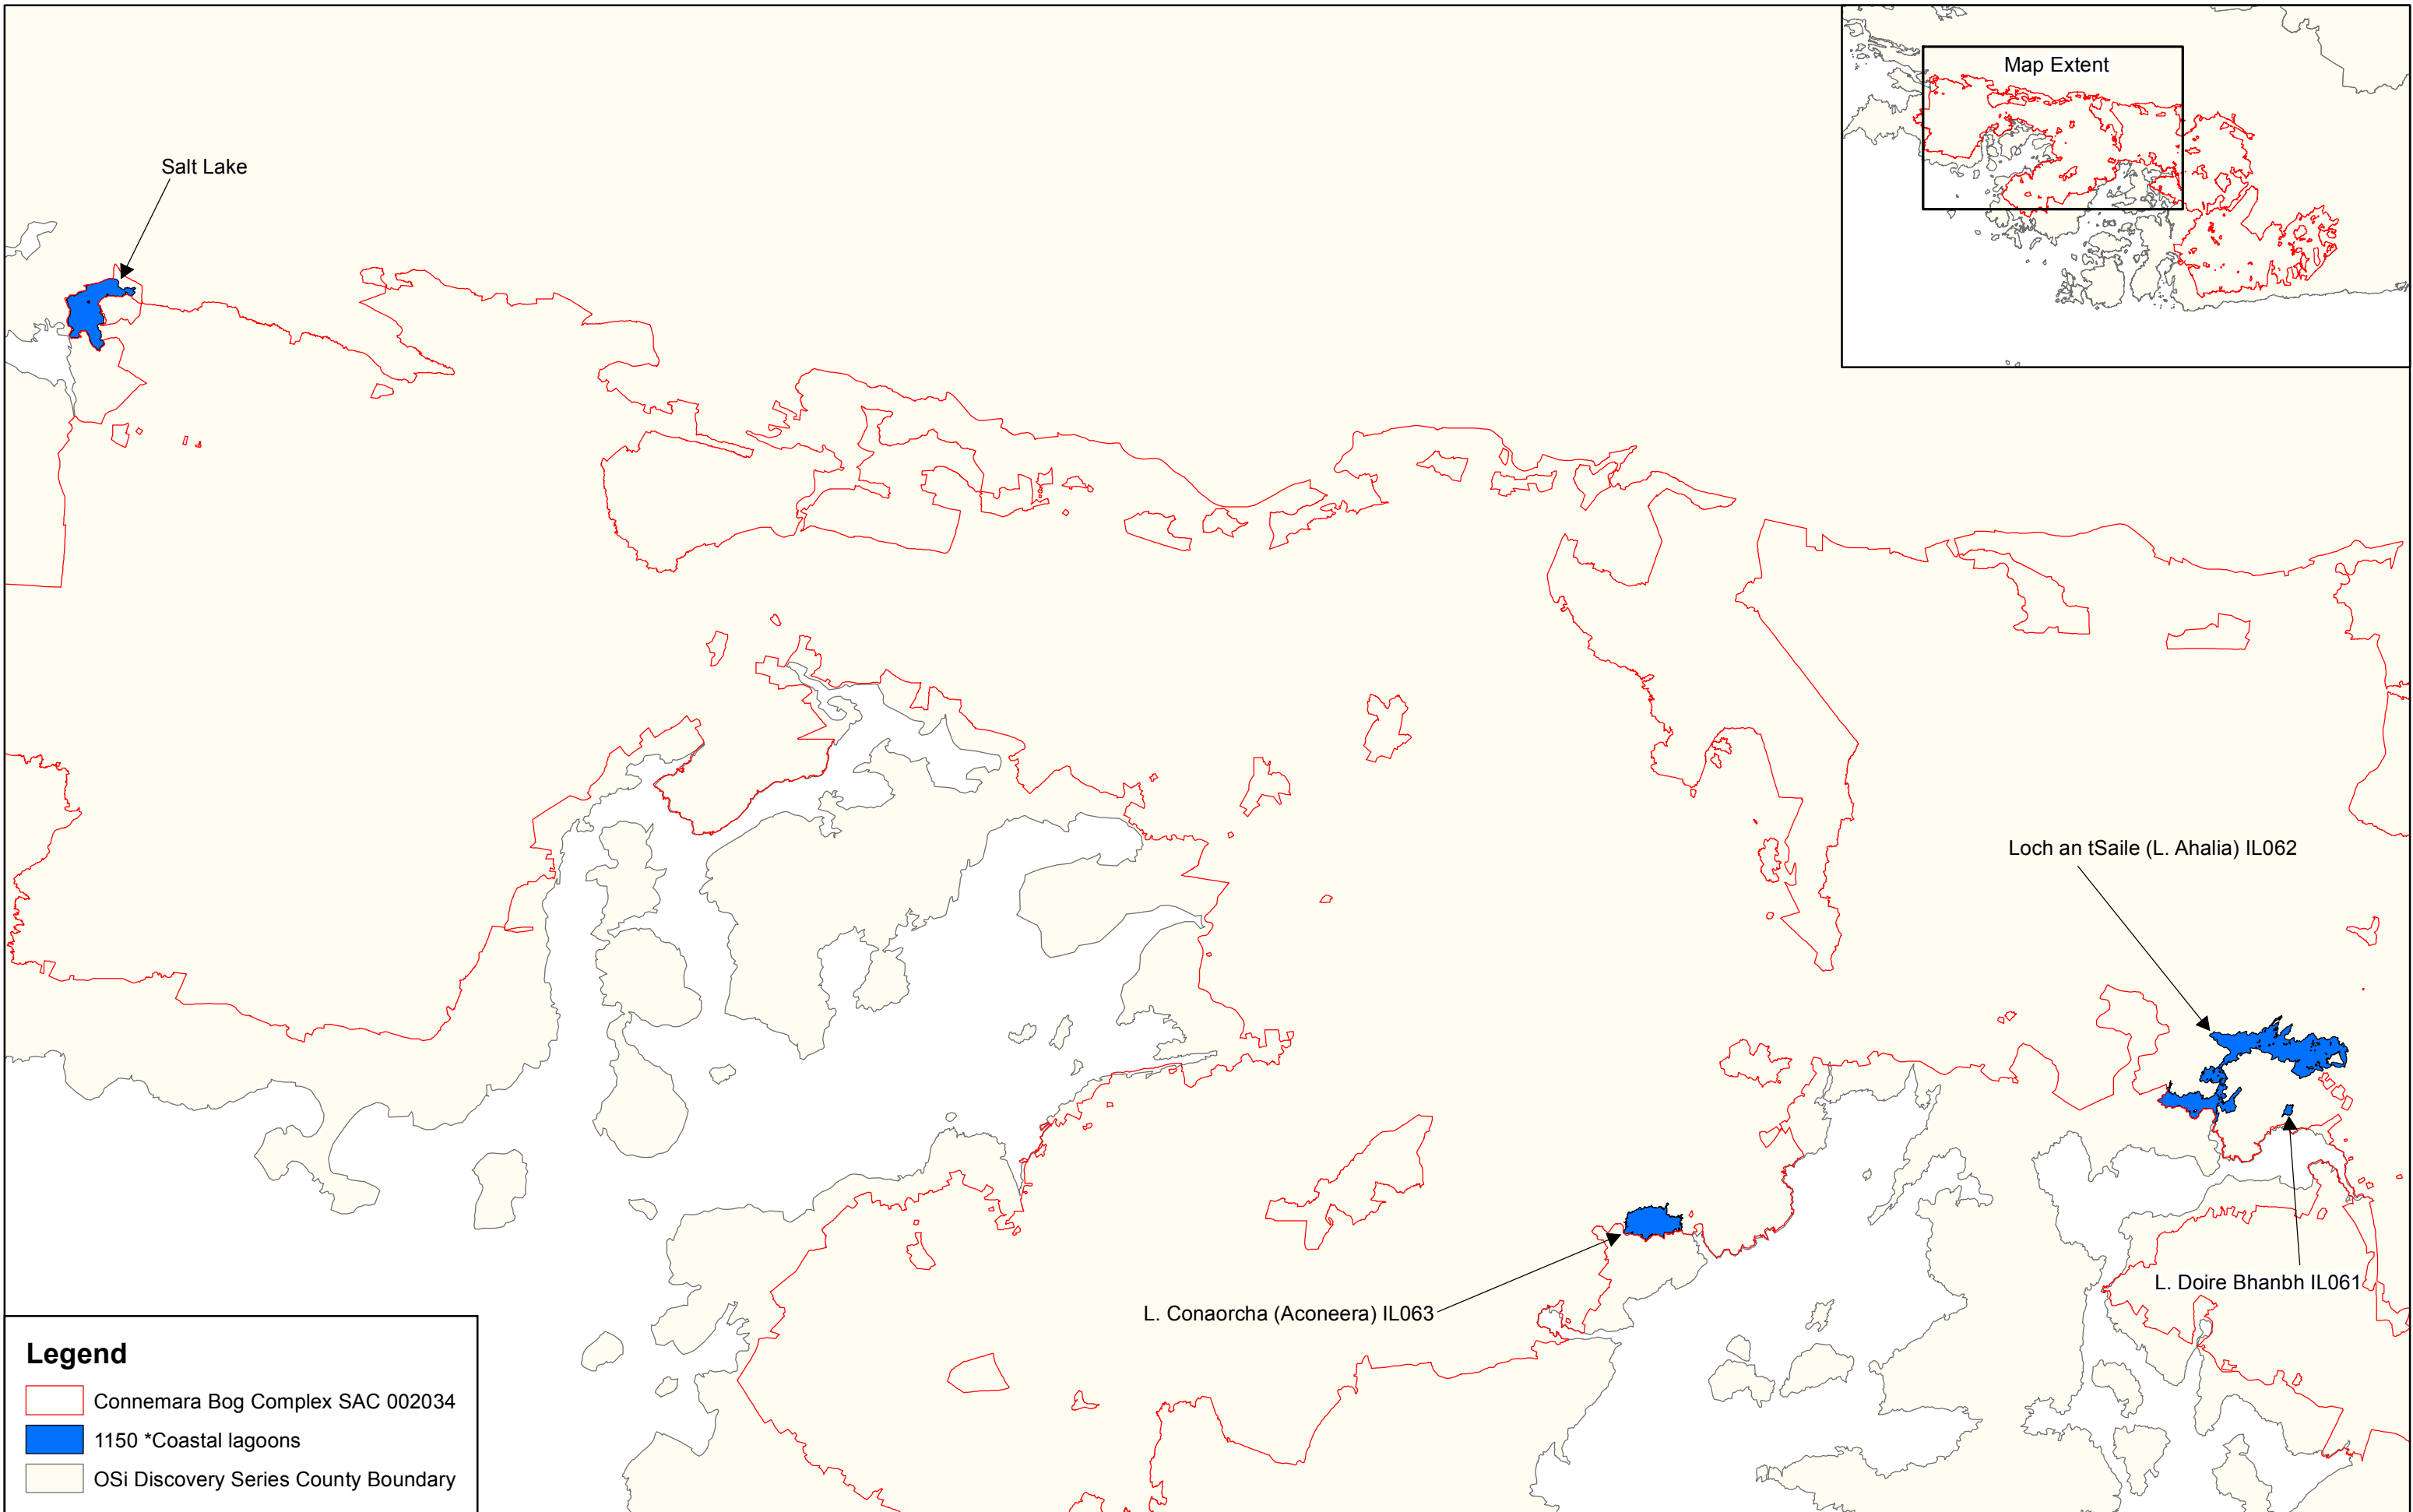 Map Extent
Salt Lake
Loch an tSaile (L. Ahalia) IL062
L. Doire Bhanbh IL061
L. Conaorcha (Aconeera) IL063
Legend
Connemara Bog Complex SAC 002034
1150 *Coastal lagoons
OSi Discovery Series County Boundary